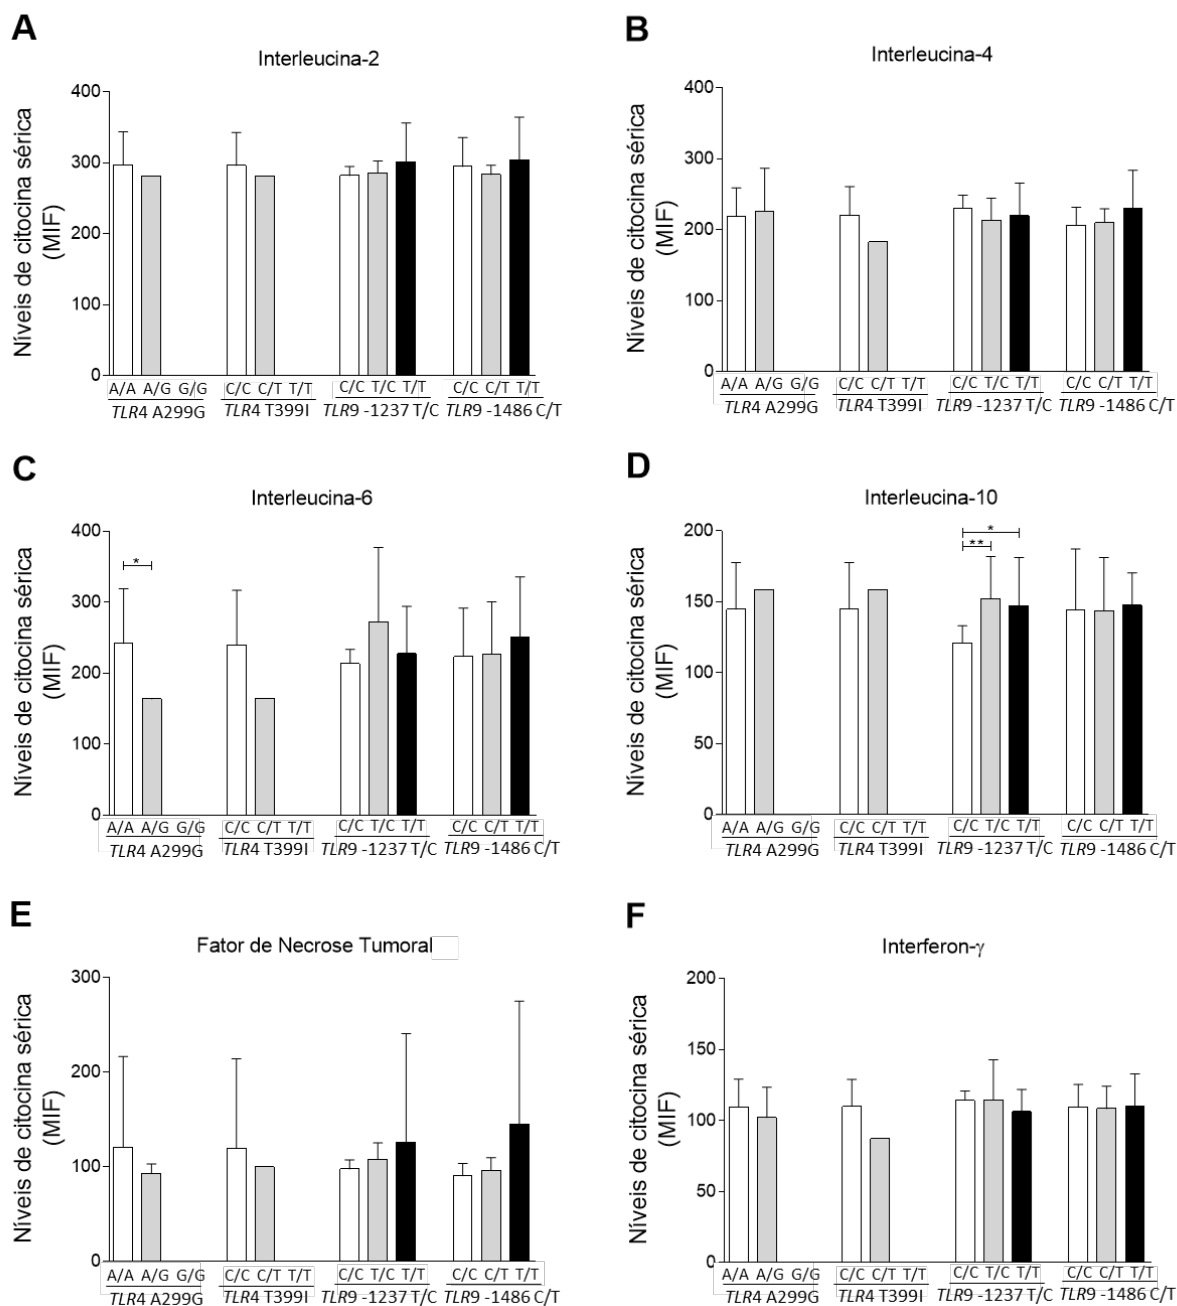 A
Interleucina-2
Níveis de citocina sérica
(MIF)
400
300
200
100
0
A/A A/G G/G
C/C C/T T/T
C/C T/C T/T
C/C C/T T/T
TLR4 A299G
TLR4 T399I
TLR9 -1237 T/C
TLR9 -1486 C/T
B
Interleucina-4
Níveis de citocina sérica
(MIF)
400
300
200
100
0
A/A A/G G/G
C/C C/T T/T
C/C T/C T/T
C/C C/T T/T
TLR4 A299G
TLR4 T399I
TLR9 -1237 T/C
TLR9 -1486 C/T
C
Interleucina-6
Níveis de citocina sérica
(MIF)
400
300
200
100
0
*
A/A A/G G/G
C/C C/T T/T
C/C T/C T/T
C/C C/T T/T
TLR4 A299G
TLR4 T399I
TLR9 -1237 T/C
TLR9 -1486 C/T
D
Interleucina-10
Níveis de citocina sérica
(MIF)
200
150
100
50
0
*
**
A/A A/G G/G
C/C C/T T/T
C/C T/C T/T
C/C C/T T/T
TLR4 A299G
TLR4 T399I
TLR9 -1237 T/C
TLR9 -1486 C/T
E
Fator de Necrose Tumoral
Níveis de citocina sérica
(MIF)
300
200
100
0
A/A A/G G/G
C/C C/T T/T
C/C T/C T/T
C/C C/T T/T
TLR4 A299G
TLR4 T399I
TLR9 -1237 T/C
TLR9 -1486 C/T
F
Interferon-γ
Níveis de citocina sérica
(MIF)
200
150
100
50
0
A/A A/G G/G
C/C C/T T/T
C/C T/C T/T
C/C C/T T/T
TLR4 A299G
TLR4 T399I
TLR9 -1237 T/C
TLR9 -1486 C/T